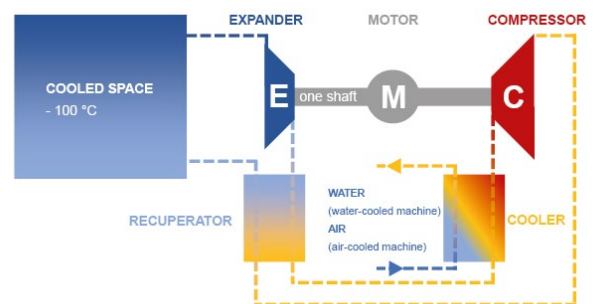 EXPANDER
MOTOR
COMPRESSOR
COOLED SPACE
- 100 °C
E
one shaft
M
C
RECUPERATOR
WATER
(water-cooled machine)
AIR
(air-cooled machine)
COOLER